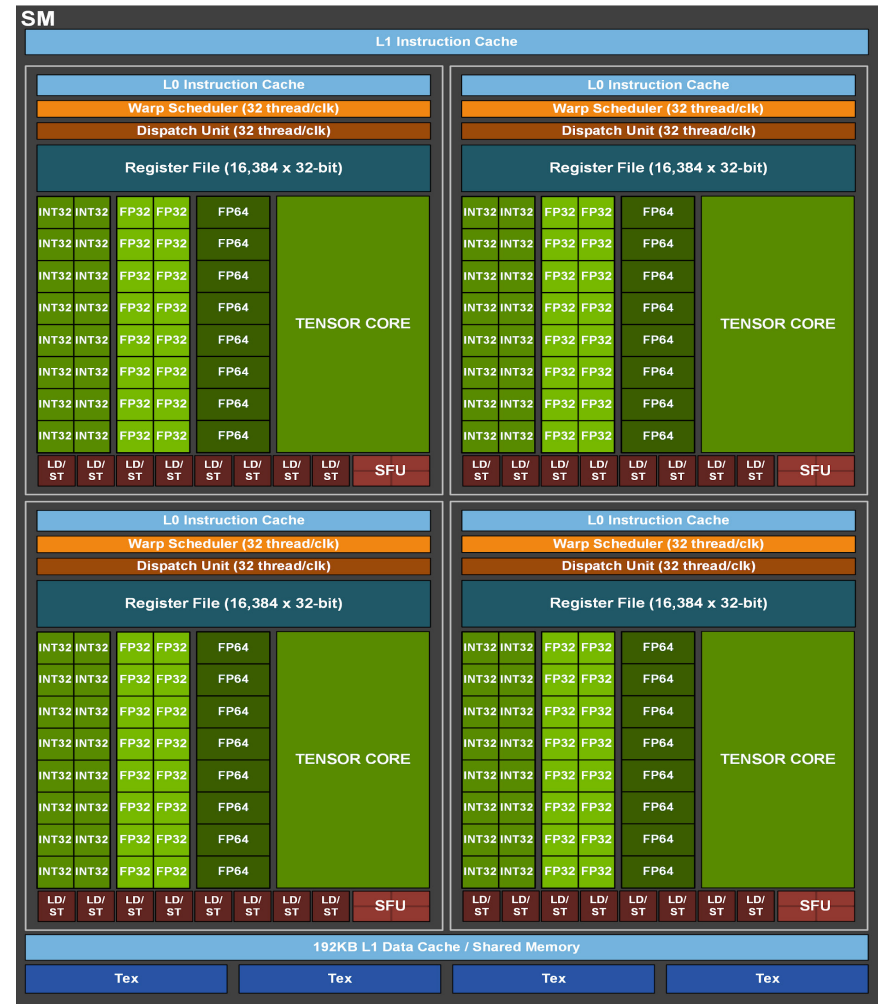 SM
L1 Instruction Cache
L0 Instruction Cache
Warp Scheduler (32 thread/clk)
Dispatch Unit (32 thread/clk)
Register File (16,384 x 32-bit)
INT32 INT32 FP32 FP32 FP64
INT32 INT32 FP32 FP32 FP64
INT32 INT32 FP32 FP32 FP64
INT32 INT32 FP32 FP32 FP64
TENSOR CORE
INT32 INT32 FP32 FP32 FP64
INT32 INT32 FP32 FP32 FP64
INT32 INT32 FP32 FP32 FP64
INT32 INT32 FP32 FP32 FP64
LD/ LD/ LD/ LD/ LD/ LD/ LD/ LD/
ST ST ST ST ST ST ST ST
SFU
L0 Instruction Cache
Warp Scheduler (32 thread/clk)
Dispatch Unit (32 thread/clk)
Register File (16,384 x 32-bit)
INT32 INT32 FP32 FP32 FP64
INT32 INT32 FP32 FP32 FP64
INT32 INT32 FP32 FP32 FP64
INT32 INT32 FP32 FP32 FP64
TENSOR CORE
INT32 INT32 FP32 FP32 FP64
INT32 INT32 FP32 FP32 FP64
INT32 INT32 FP32 FP32 FP64
INT32 INT32 FP32 FP32 FP64
LD/ LD/ LD/ LD/ LD/ LD/ LD/ LD/
ST ST ST ST ST ST ST ST
SFU
L0 Instruction Cache
Warp Scheduler (32 thread/clk)
Dispatch Unit (32 thread/clk)
Register File (16,384 x 32-bit)
INT32 INT32 FP32 FP32 FP64
INT32 INT32 FP32 FP32 FP64
INT32 INT32 FP32 FP32 FP64
INT32 INT32 FP32 FP32 FP64
TENSOR CORE
INT32 INT32 FP32 FP32 FP64
INT32 INT32 FP32 FP32 FP64
INT32 INT32 FP32 FP32 FP64
INT32 INT32 FP32 FP32 FP64
LD/ LD/ LD/ LD/ LD/ LD/ LD/ LD/
ST ST ST ST ST ST ST ST
SFU
L0 Instruction Cache
Warp Scheduler (32 thread/clk)
Dispatch Unit (32 thread/clk)
Register File (16,384 x 32-bit)
INT32 INT32 FP32 FP32 FP64
INT32 INT32 FP32 FP32 FP64
INT32 INT32 FP32 FP32 FP64
INT32 INT32 FP32 FP32 FP64
TENSOR CORE
INT32 INT32 FP32 FP32 FP64
INT32 INT32 FP32 FP32 FP64
INT32 INT32 FP32 FP32 FP64
INT32 INT32 FP32 FP32 FP64
LD/ LD/ LD/ LD/ LD/ LD/ LD/ LD/
ST ST ST ST ST ST ST ST
SFU
192KB L1 Data Cache / Shared Memory
Tex Tex Tex Tex